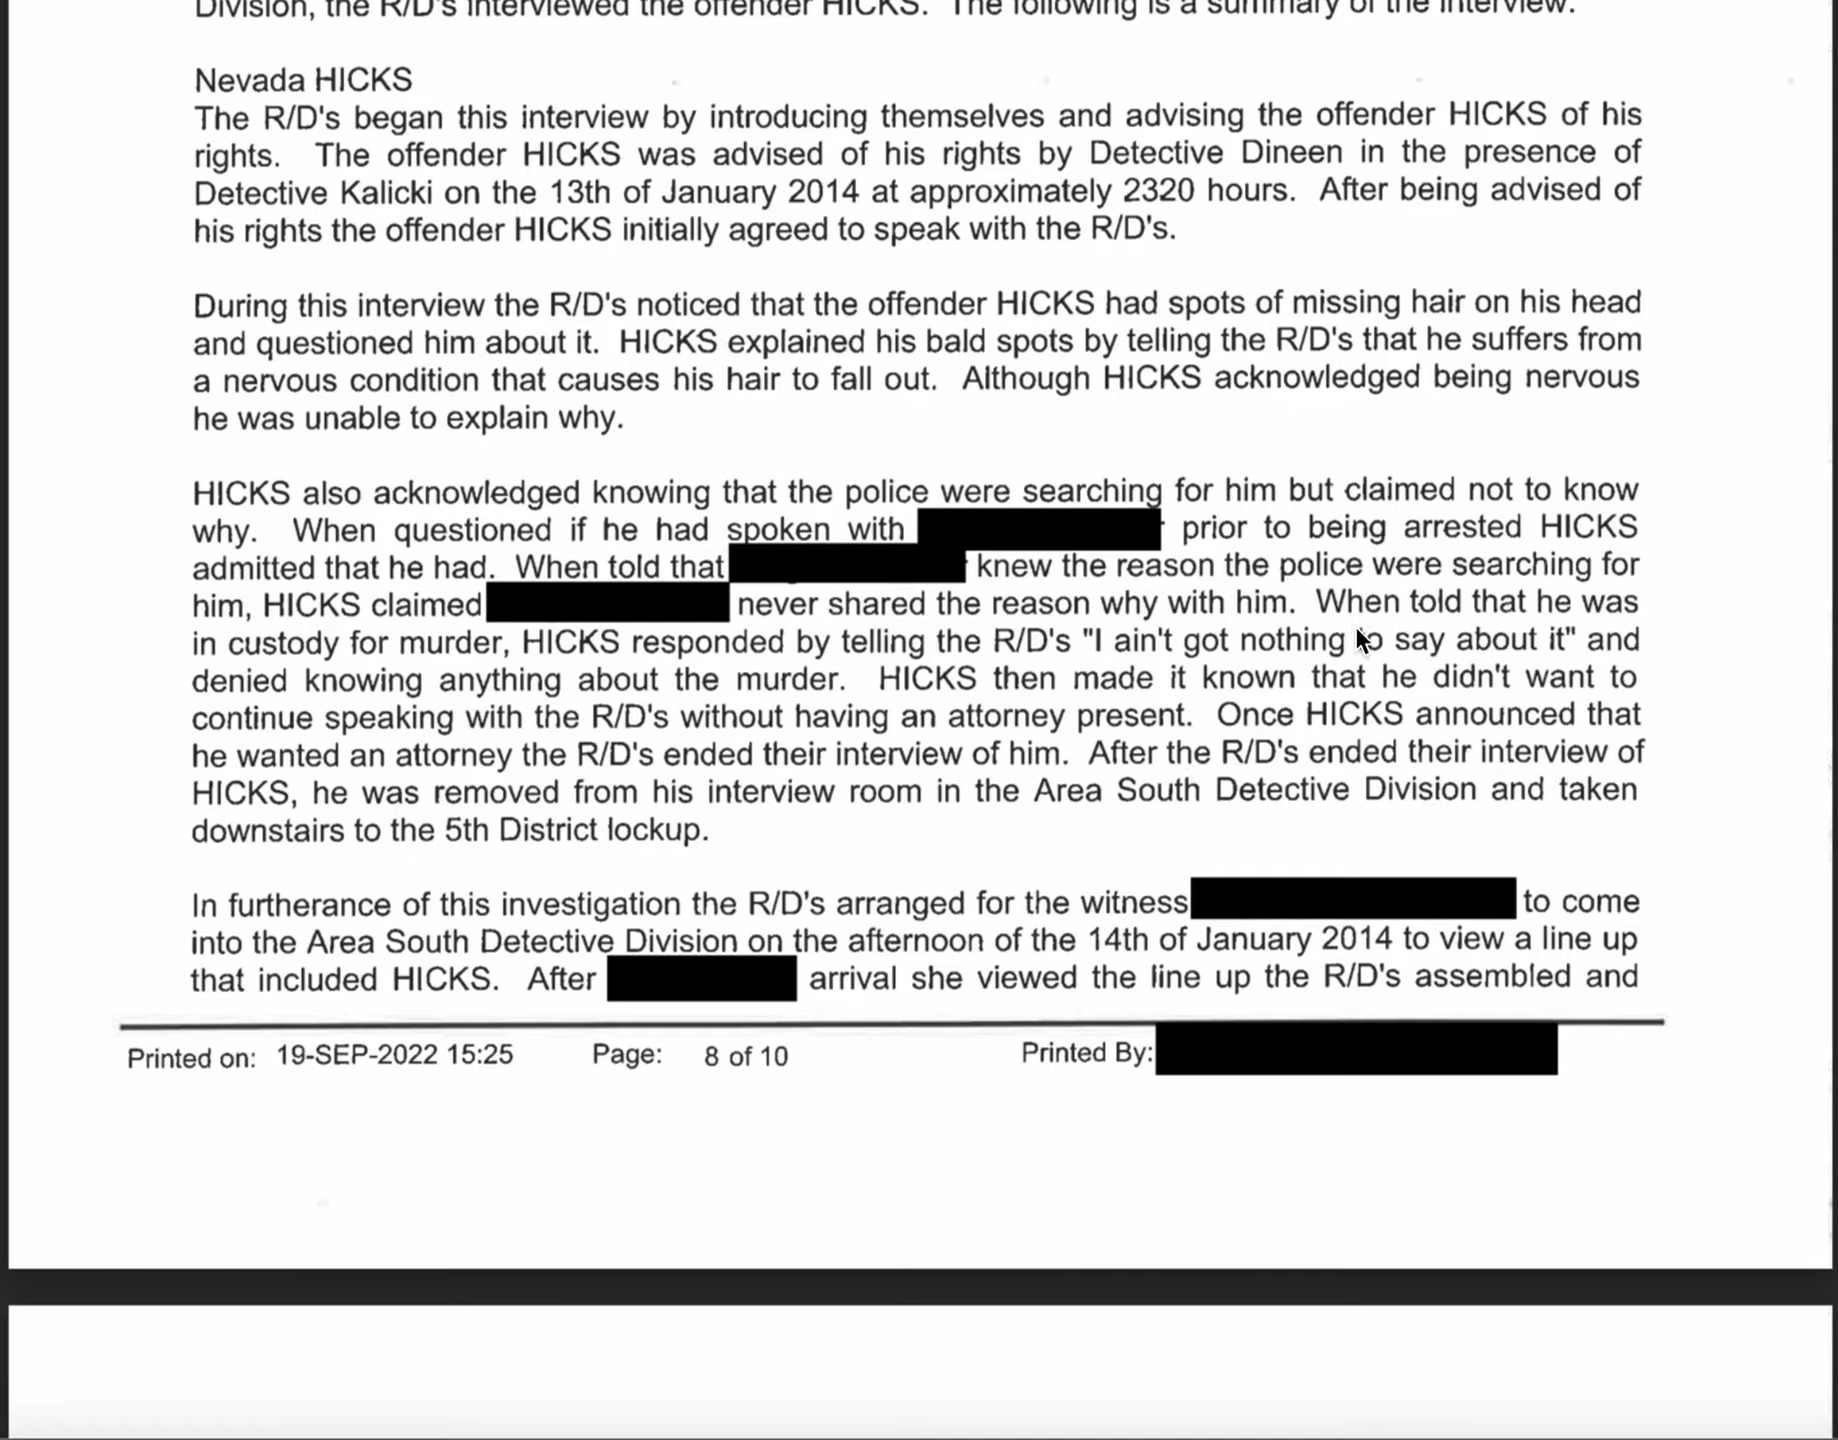 Division, the R/D's interviewed the offender HICKS. The following is a summary of the interview.
Nevada HICKS
The R/D's began this interview by introducing themselves and advising the offender HICKS of his
rights. The offender HICKS was advised of his rights by Detective Dineen in the presence of
Detective Kalicki on the 13th of January 2014 at approximately 2320 hours. After being advised of
his rights the offender HICKS initially agreed to speak with the R/D's.
During this interview the R/D's noticed that the offender HICKS had spots of missing hair on his head
and questioned him about it. HICKS explained his bald spots by telling the R/D's that he suffers from
a nervous condition that causes his hair to fall out. Although HICKS acknowledged being nervous
he was unable to explain why.
HICKS also acknowledged knowing that the police were searching for him but claimed not to know
why. When questioned if he had spoken with prior to being arrested HICKS
admitted that he had. When told that knew the reason the police were searching for
him, HICKS claimed never shared the reason why with him. When told that he was
in custody for murder, HICKS responded by telling the R/D's "I ain't got nothing to say about it" and
denied knowing anything about the murder. HICKS then made it known that he didn't want to
continue speaking with the R/D's without having an attorney present. Once HICKS announced that
he wanted an attorney the R/D's ended their interview of him. After the R/D's ended their interview of
HICKS, he was removed from his interview room in the Area South Detective Division and taken
downstairs to the 5th District lockup.
In furtherance of this investigation the R/D's arranged for the witness to come
into the Area South Detective Division on the afternoon of the 14th of January 2014 to view a line up
that included HICKS. After arrival she viewed the line up the R/D's assembled and
Printed on: 19-SEP-2022 15:25 Page: 8 of 10 Printed By: